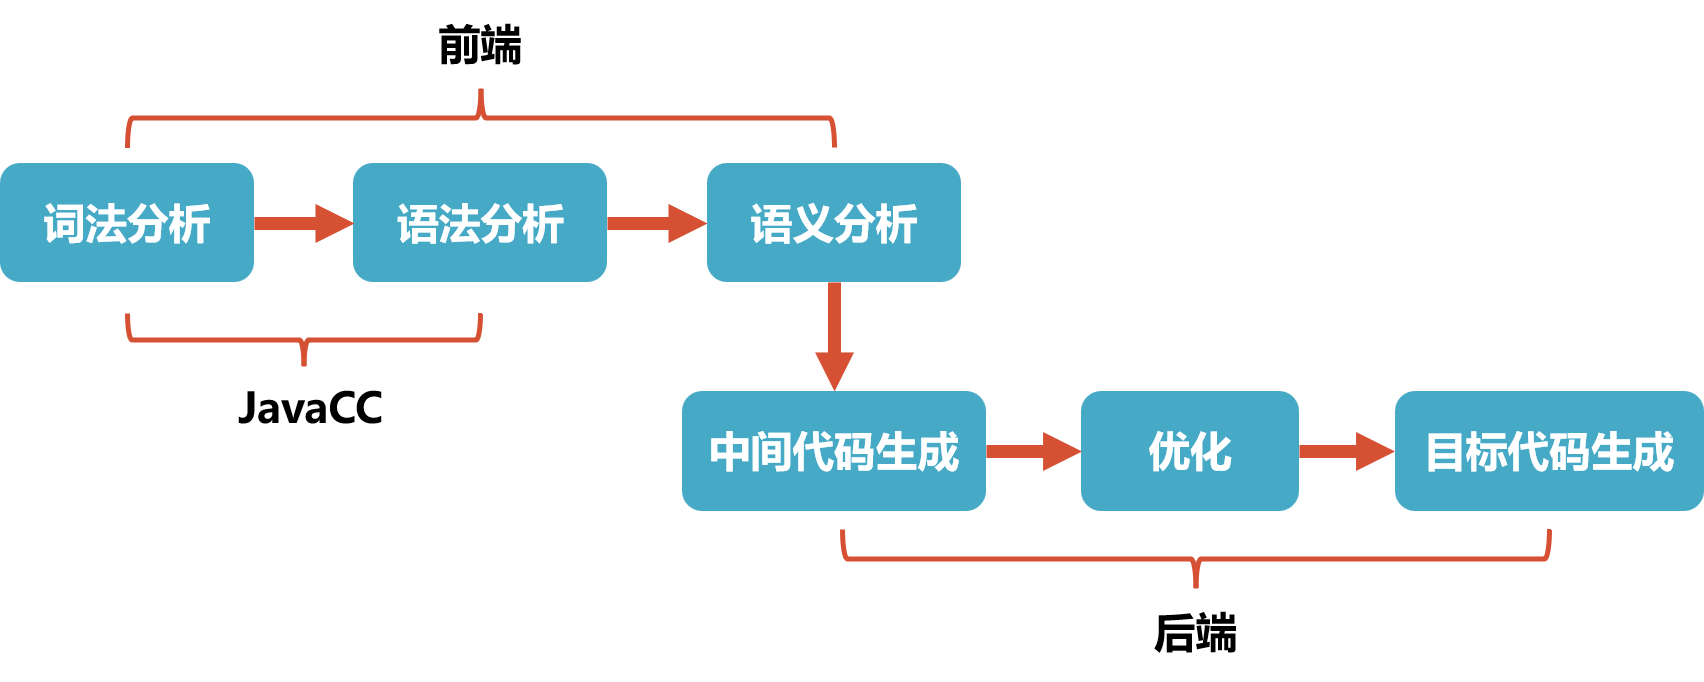 前端
词法分析
语法分析
语义分析
JavaCC
中间代码生成
优化
目标代码生成
后端